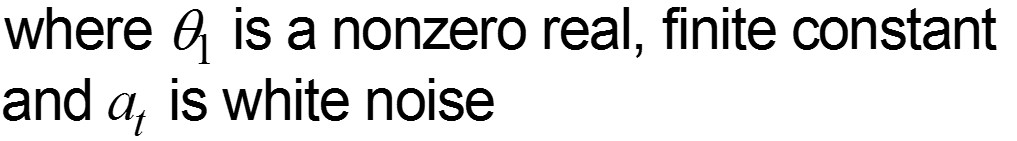 where θ₁ is a nonzero real, finite constant
and aₜ is white noise